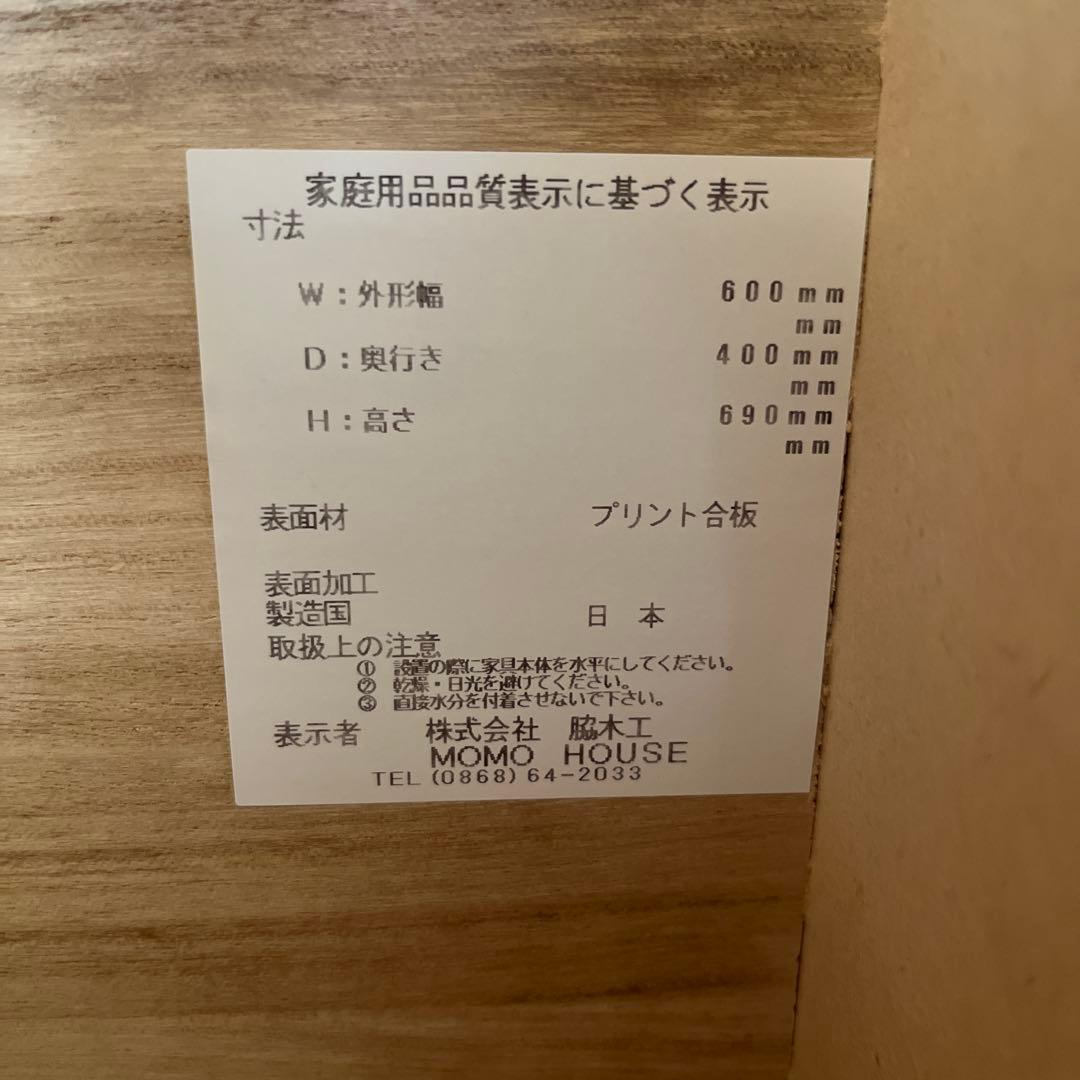 家庭用品品質表示に基づく表示
寸法
W：外形幅 600mm
mm
D：奥行き 400mm
mm
H：高さ 690mm
mm
表面材 プリント合板
表面加工
製造国 日 本
取扱上の注意
① 設置の際に家具本体を水平にしてください。
② 乾燥・日光を避けてください。
③ 直接水分を付着させないで下さい。
表示者 株式会社 脇木工
MOMO HOUSE
TEL(0868)64-2033